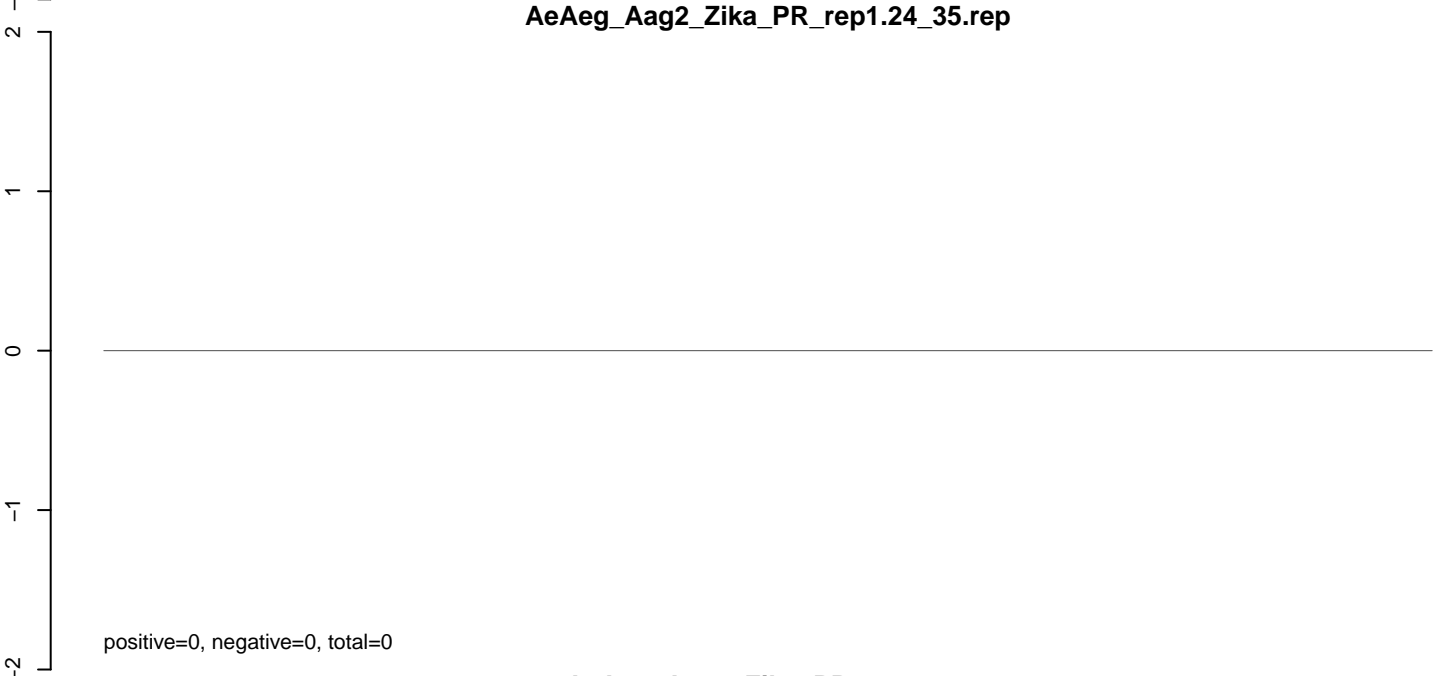 AeAeg_Aag2_Zika_PR_rep1.24_35.rep
2
1
0
−1
−2
positive=0, negative=0, total=0